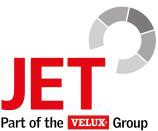 JET
Part of the VELUX Group